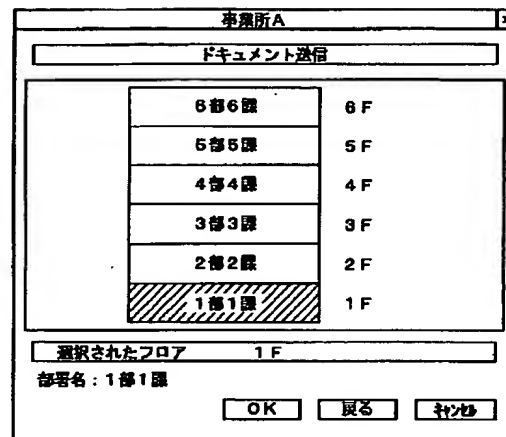 事業所A
ドキュメント送信
6部6課 6F
5部5課 5F
4部4課 4F
3部3課 3F
2部2課 2F
1部1課 1F
選択されたフロア 1F
部署名:1部1課
OK 戻る キャンセル